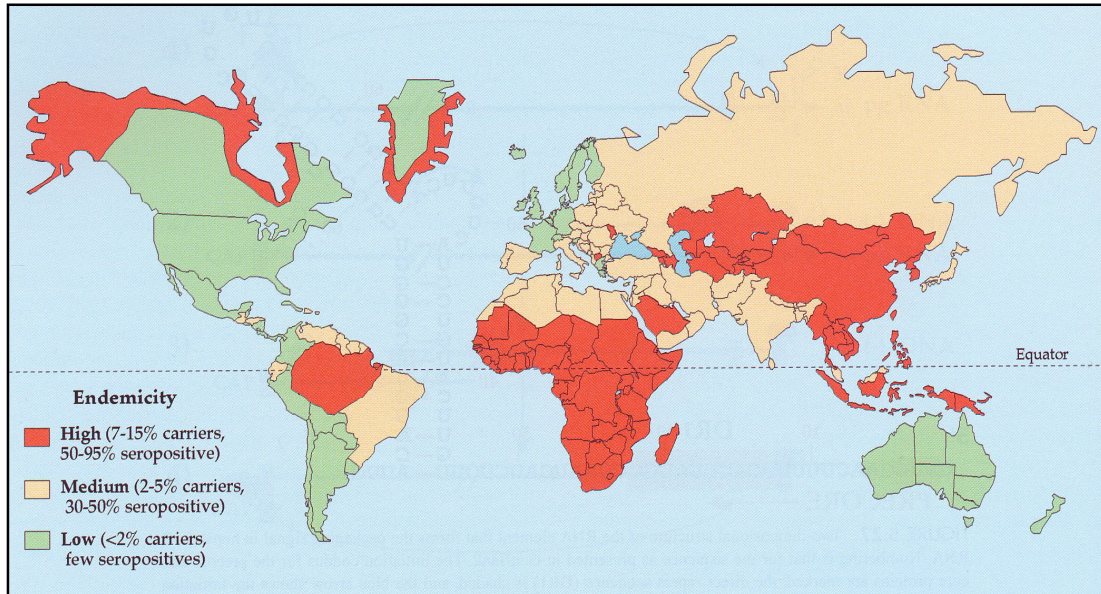 Equator
Endemicity
High (7-15% carriers,
50-95% seropositive)
Medium (2-5% carriers,
30-50% seropositive)
Low (<2% carriers,
few seropositives)